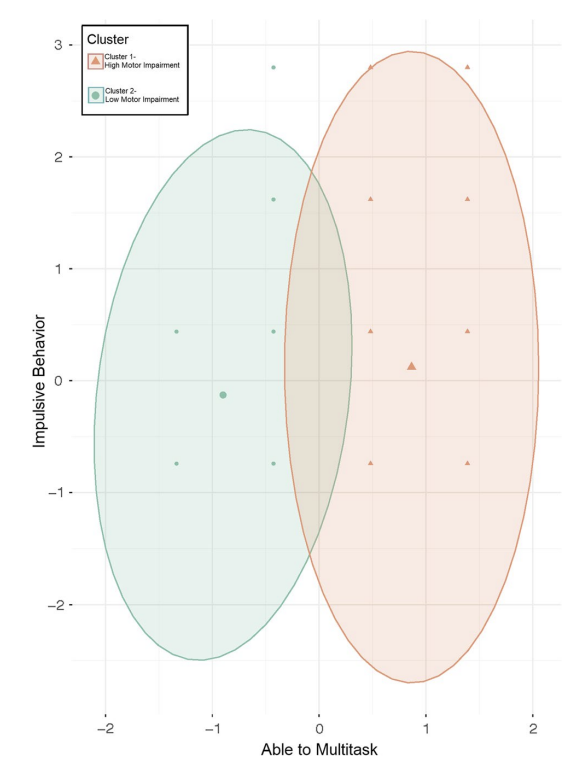 Cluster
Cluster 1-
High Motor Impairment
Cluster 2-
Low Motor Impairment
3
2
1
0
−1
−2
Impulsive Behavior
−2
−1
0
1
2
Able to Multitask